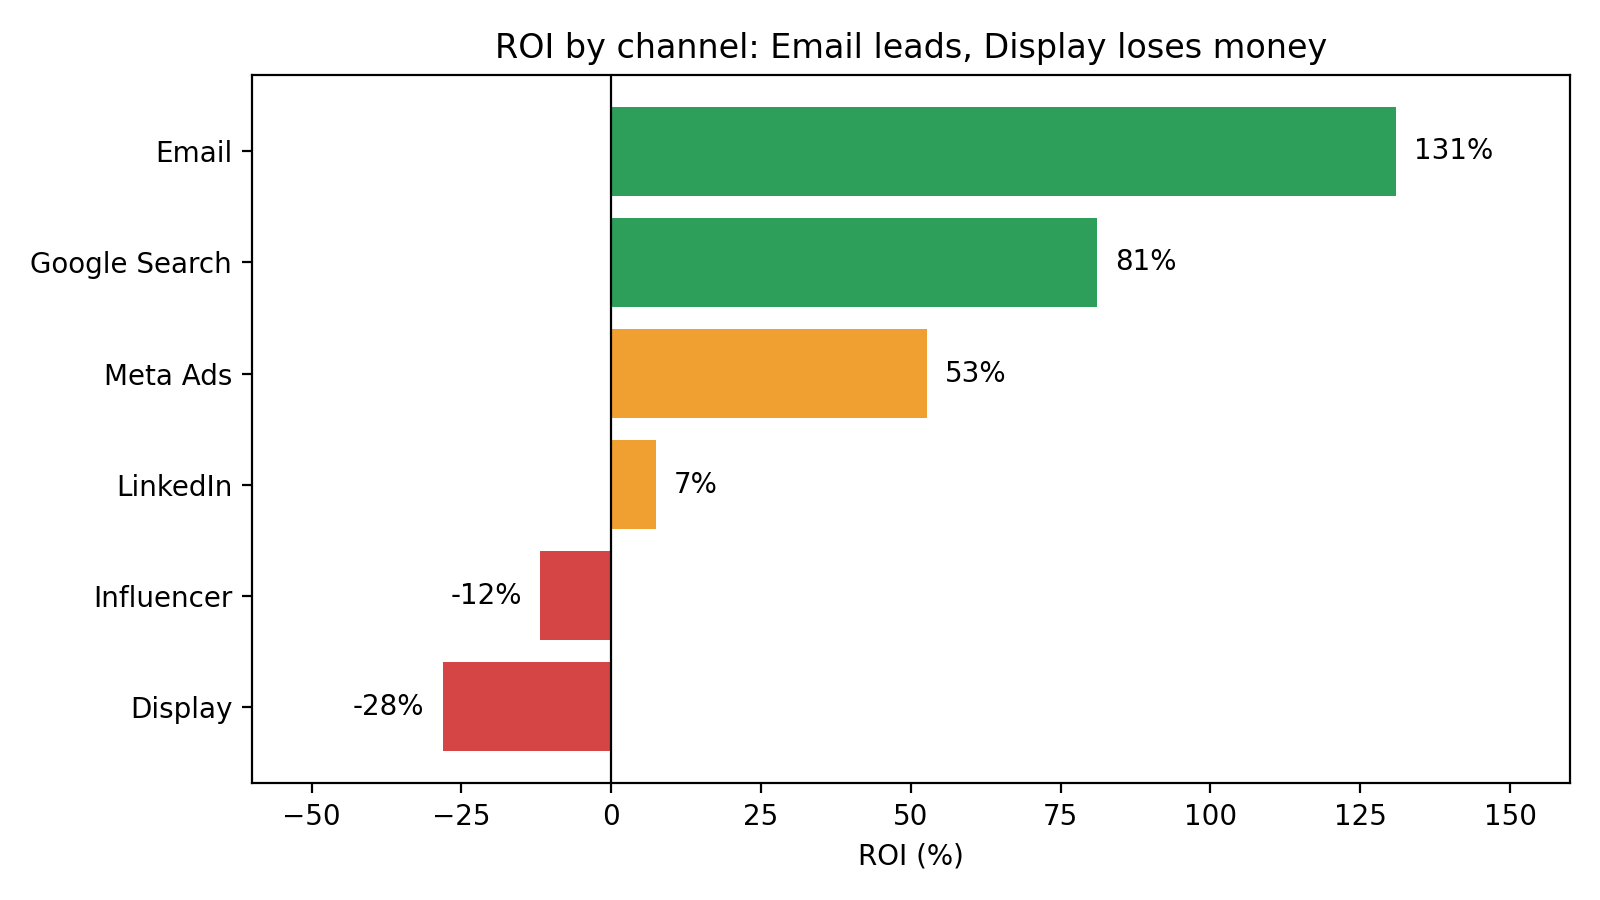 ROI by channel: Email leads, Display loses money
Email
131%
Google Search
81%
Meta Ads
53%
LinkedIn
7%
Influencer
-12%
Display
-28%
−50
−25
0
25
50
75
100
125
150
ROI (%)